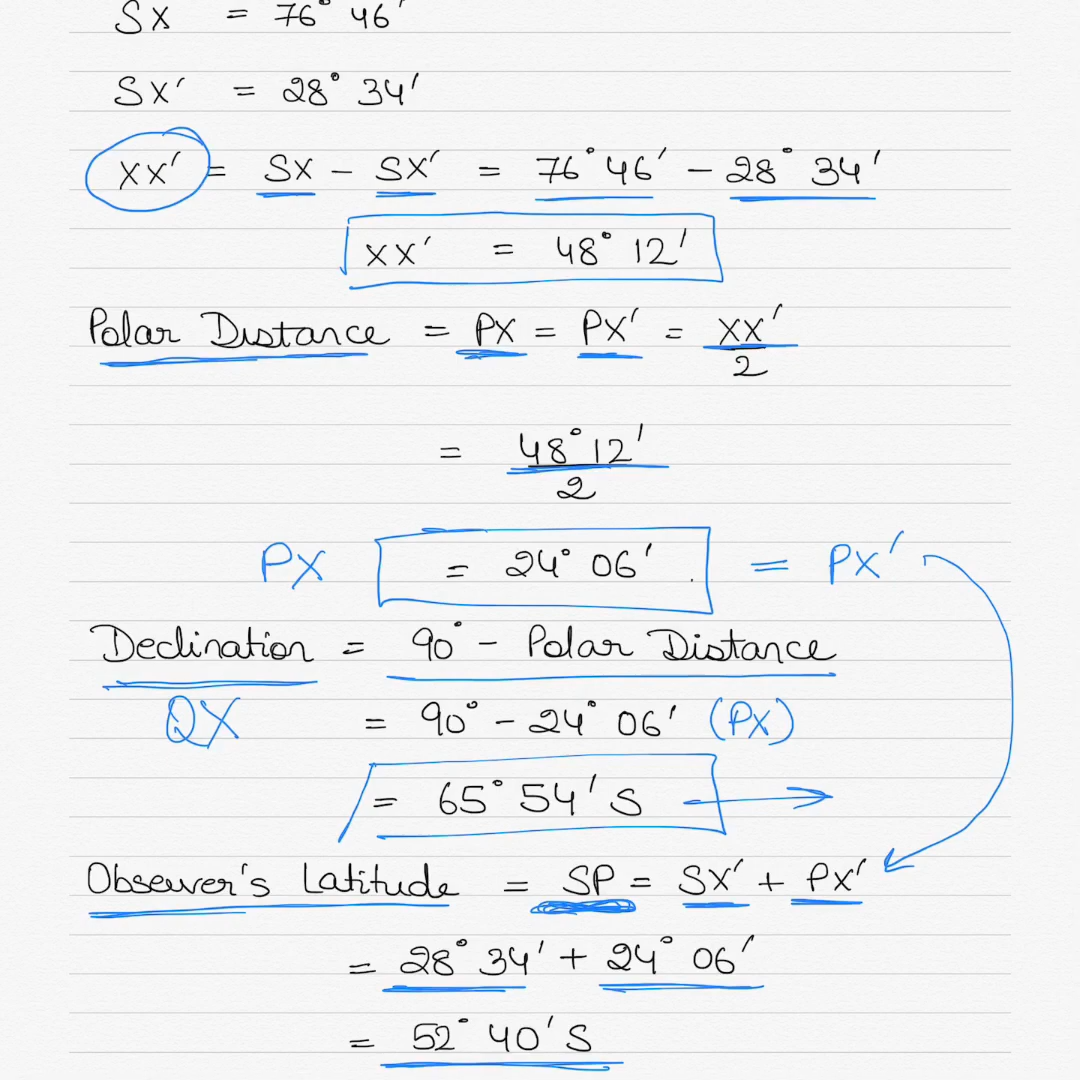 SX = 76° 46'
SX' = 28° 34'
XX' = SX - SX' = 76° 46' - 28° 34'
XX' = 48° 12'
Polar Distance = PX = PX' = XX'/2
= 48° 12'/2
PX = 24° 06' = PX'
Declination = 90° - Polar Distance
QX = 90° - 24° 06' (PX)
= 65° 54' S
Observer's Latitude = SP = SX' + PX'
= 28° 34' + 24° 06'
= 52° 40' S